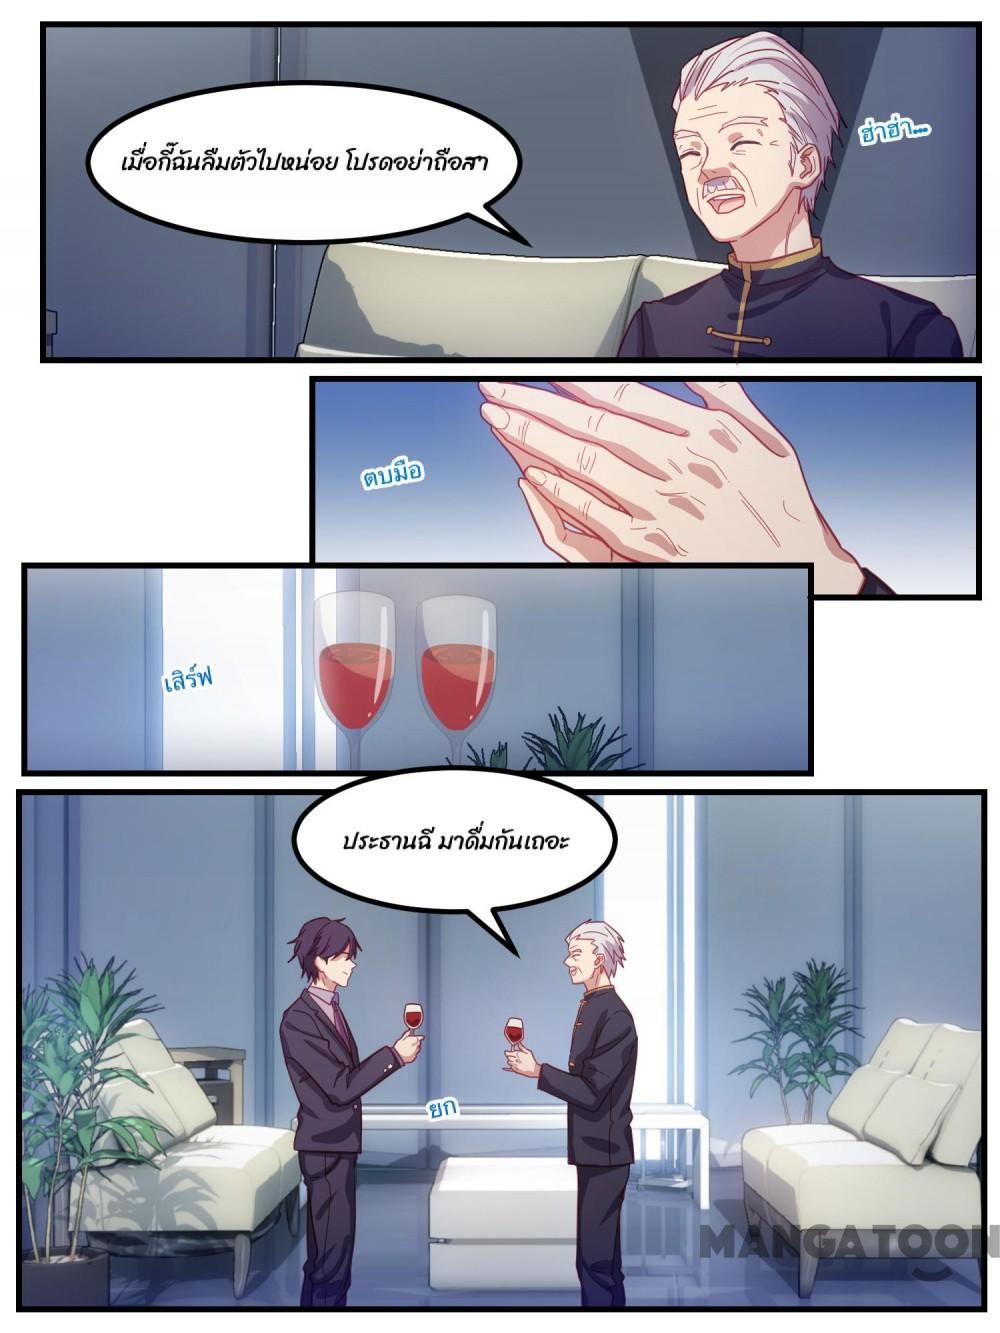 เมื่อกี๊ฉันลืมตัวไปหน่อย โปรดอย่าถือสา
ฮ่าฮ่า...
ตบมือ
เสิร์ฟ
ประธานฉี มาดื่มกันเถอะ
ยก
MANGATOON